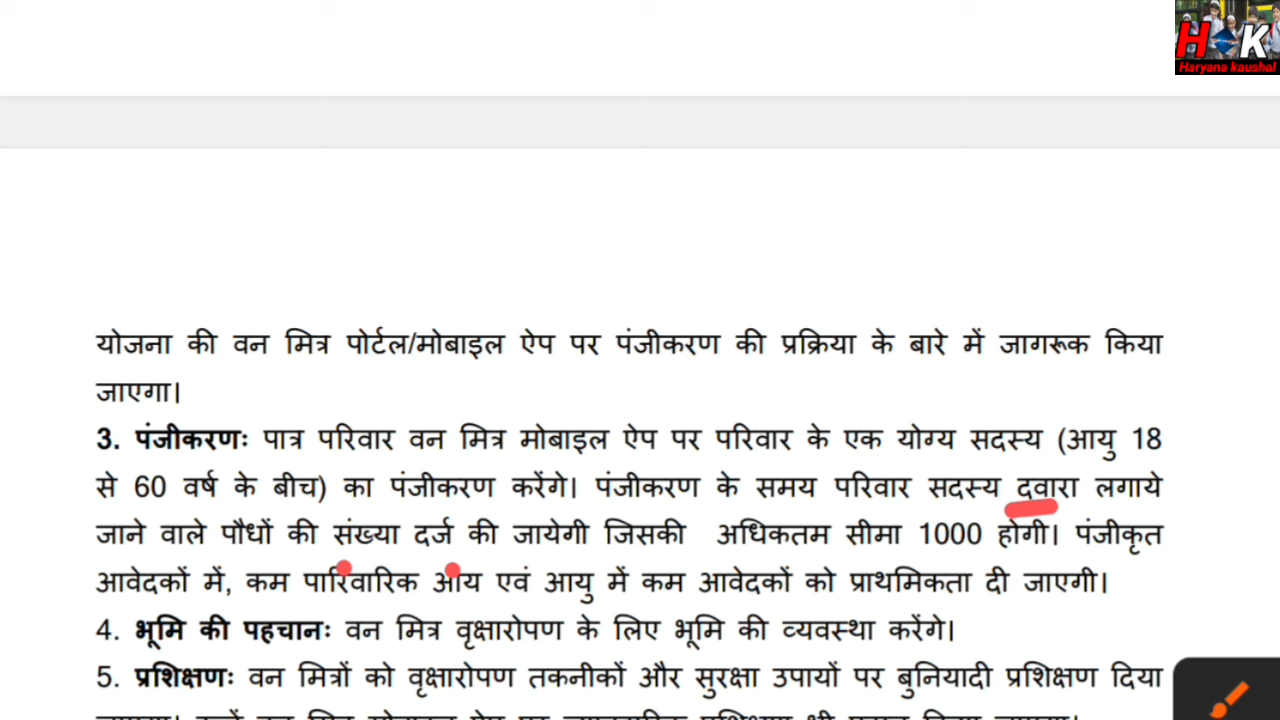 H K
Haryana kaushal
योजना की वन मित्र पोर्टल/मोबाइल ऐप पर पंजीकरण की प्रक्रिया के बारे में जागरूक किया
जाएगा।
3. पंजीकरणः पात्र परिवार वन मित्र मोबाइल ऐप पर परिवार के एक योग्य सदस्य (आयु 18
से 60 वर्ष के बीच) का पंजीकरण करेंगे। पंजीकरण के समय परिवार सदस्य दवारा लगाये
जाने वाले पौधों की संख्या दर्ज की जायेगी जिसकी अधिकतम सीमा 1000 होगी। पंजीकृत
आवेदकों में, कम पारिवारिक आय एवं आयु में कम आवेदकों को प्राथमिकता दी जाएगी।
4. भूमि की पहचानः वन मित्र वृक्षारोपण के लिए भूमि की व्यवस्था करेंगे।
5. प्रशिक्षणः वन मित्रों को वृक्षारोपण तकनीकों और सुरक्षा उपायों पर बुनियादी प्रशिक्षण दिया